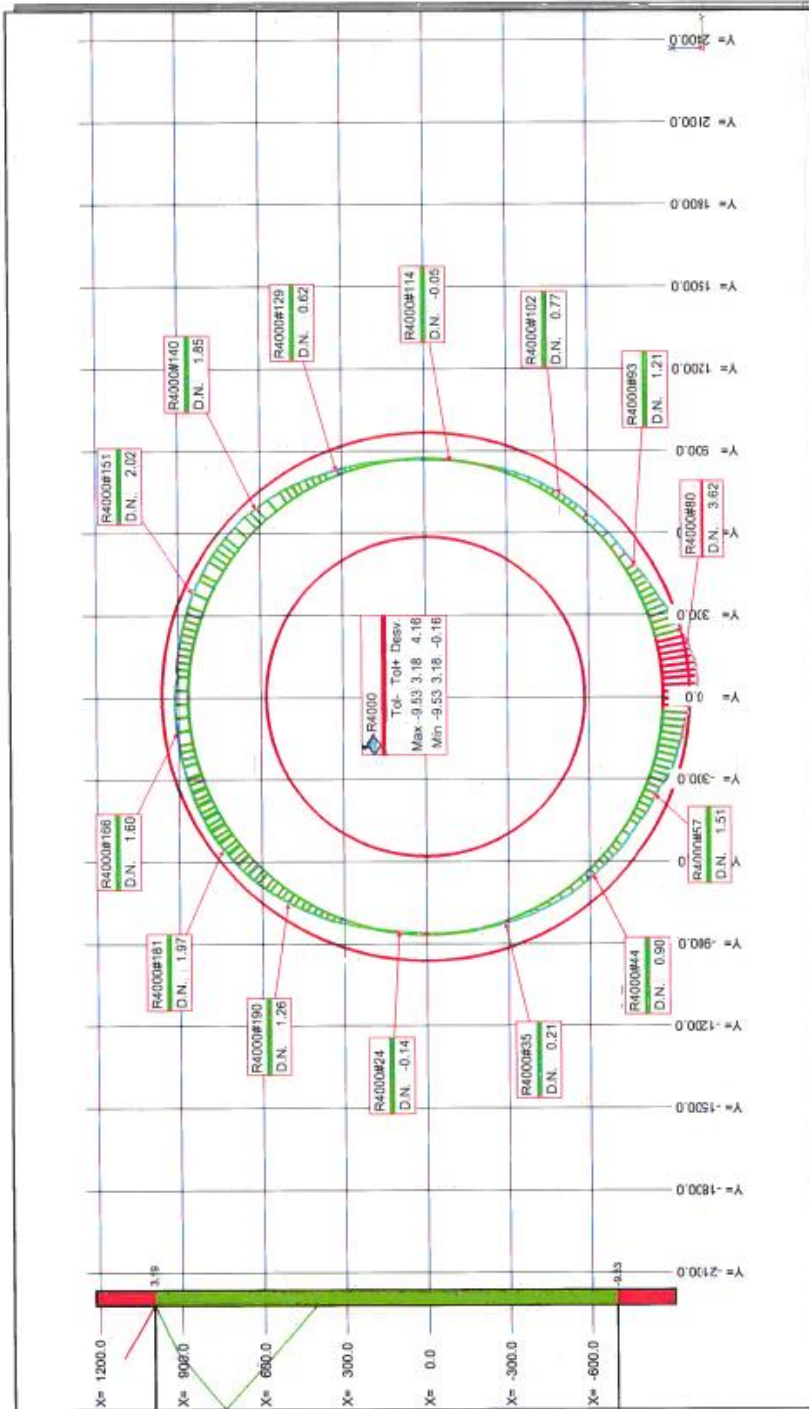 Y= 2400.0
Y= 2100.0
Y= 1800.0
Y= 1500.0
Y= 1200.0
Y= 900.0
Y= 300.0
Y= 0.0
Y= -300.0
Y= -900.0
Y= -1200.0
Y= -1500.0
Y= -1830.0
Y= -2100.0
R4000#114
D.N. -0.05
R4000#129
D.N. 0.62
R4000#102
D.N. 0.77
R4000#140
D.N. 1.85
R4000#93
D.N. 1.21
R4000#151
D.N. 2.02
R4000#80
D.N. 3.62
R4000
Tol- Tol+ Desv.
Max -9.53 3.18 4.16
Min -9.53 3.18 -0.16
R4000#166
D.N. 1.60
R4000#57
D.N. 1.51
R4000#181
D.N. 1.97
R4000#44
D.N. 0.90
R4000#190
D.N. 1.26
R4000#35
D.N. 0.21
R4000#24
D.N. -0.14
3.19
-9.53
X= 1200.0
X= 900.0
X= 600.0
X= 300.0
X= 0.0
X= -300.0
X= -600.0